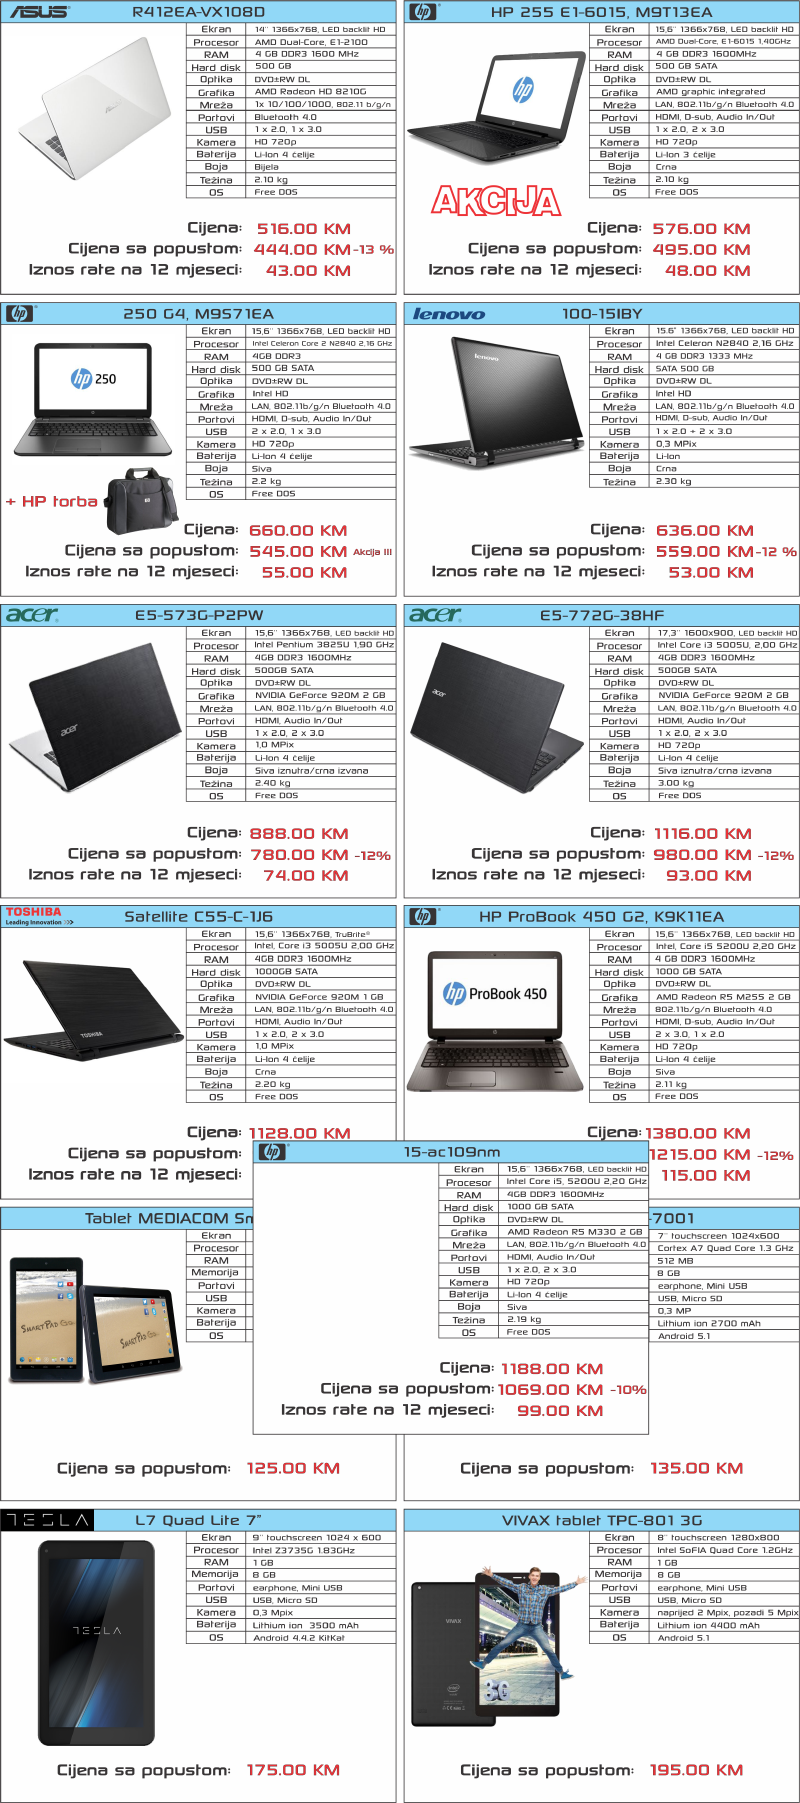 ASUS R412EA-VX108D
Ekran 14" 1366x768, LED backlit HD
Procesor AMD Dual-Core, E1-2100
RAM 4 GB DDR3 1600 MHz
Hard disk 500 GB
Optika DVD±RW DL
Grafika AMD Radeon HD 8210G
Mreža 1x 10/100/1000, 802.11 b/g/n
Portovi Bluetooth 4.0
USB 1 x 2.0, 1 x 3.0
Kamera HD 720p
Baterija Li-Ion 4 ćelije
Boja Bijela
Težina 2.10 kg
OS Free DOS
Cijena: 516.00 KM
Cijena sa popustom: 444.00 KM -13 %
Iznos rate na 12 mjeseci: 43.00 KM
hp HP 255 E1-6015, M9T13EA
Ekran 15,6" 1366x768, LED backlit HD
Procesor AMD Dual-Core, E1-6015 1,40GHz
RAM 4 GB DDR3 1600MHz
Hard disk 500 GB SATA
Optika DVD±RW DL
Grafika AMD graphic integrated
Mreža LAN, 802.11b/g/n Bluetooth 4.0
Portovi HDMI, D-sub, Audio In/Out
USB 1 x 2.0, 2 x 3.0
Kamera HD 720p
Baterija Li-Ion 3 ćelije
Boja Crna
Težina 2.10 kg
OS Free DOS
AKCIJA
Cijena: 576.00 KM
Cijena sa popustom: 495.00 KM
Iznos rate na 12 mjeseci: 48.00 KM
hp 250 G4, M9S71EA
Ekran 15,6" 1366x768, LED backlit HD
Procesor Intel Celeron Core 2 N2840 2,16 GHz
RAM 4GB DDR3
Hard disk 500 GB SATA
Optika DVD±RW DL
Grafika Intel HD
Mreža LAN, 802.11b/g/n Bluetooth 4.0
Portovi HDMI, D-sub, Audio In/Out
USB 2 x 2.0, 1 x 3.0
Kamera HD 720p
Baterija Li-Ion 4 ćelije
Boja Siva
Težina 2.2 kg
OS Free DOS
hp 250
+ HP torba
Cijena: 660.00 KM
Cijena sa popustom: 545.00 KM Akcija !!!
Iznos rate na 12 mjeseci: 55.00 KM
lenovo 100-15IBY
Ekran 15.6" 1366x768, LED backlit HD
Procesor Intel Celeron N2840 2,16 GHz
RAM 4 GB DDR3 1333 MHz
Hard disk SATA 500 GB
Optika DVD±RW DL
Grafika Intel HD
Mreža LAN, 802.11b/g/n Bluetooth 4.0
Portovi HDMI, D-sub, Audio In/Out
USB 1 x 2.0 + 2 x 3.0
Kamera 0,3 MPix
Baterija Li-Ion
Boja Crna
Težina 2.30 kg
lenovo
Cijena: 636.00 KM
Cijena sa popustom: 559.00 KM -12 %
Iznos rate na 12 mjeseci: 53.00 KM
acer E5-573G-P2PW
Ekran 15,6" 1366x768, LED backlit HD
Procesor Intel Pentium 3825U 1,90 GHz
RAM 4GB DDR3 1600MHz
Hard disk 500GB SATA
Optika DVD±RW DL
Grafika NVIDIA GeForce 920M 2 GB
Mreža LAN, 802.11b/g/n Bluetooth 4.0
Portovi HDMI, Audio In/Out
USB 1 x 2.0, 2 x 3.0
Kamera 1,0 MPix
Baterija Li-Ion 4 ćelije
Boja Siva iznutra/crna izvana
Težina 2.40 kg
OS Free DOS
acer
Cijena: 888.00 KM
Cijena sa popustom: 780.00 KM -12%
Iznos rate na 12 mjeseci: 74.00 KM
acer E5-772G-38HF
Ekran 17,3" 1600x900, LED backlit HD
Procesor Intel Core i3 5005U, 2,00 GHz
RAM 4GB DDR3 1600MHz
Hard disk 500GB SATA
Optika DVD±RW DL
Grafika NVIDIA GeForce 920M 2 GB
Mreža LAN, 802.11b/g/n Bluetooth 4.0
Portovi HDMI, Audio In/Out
USB 1 x 2.0, 2 x 3.0
Kamera HD 720p
Baterija Li-Ion 4 ćelije
Boja Siva iznutra/crna izvana
Težina 3.00 kg
OS Free DOS
acer
Cijena: 1116.00 KM
Cijena sa popustom: 980.00 KM -12%
Iznos rate na 12 mjeseci: 93.00 KM
TOSHIBA
Leading Innovation >>> Satellite C55-C-1J6
Ekran 15,6" 1366x768, TruBrite®
Procesor Intel, Core i3 5005U 2,00 GHz
RAM 4GB DDR3 1600MHz
Hard disk 1000GB SATA
Optika DVD±RW DL
Grafika NVIDIA GeForce 920M 1 GB
Mreža LAN, 802.11b/g/n Bluetooth 4.0
Portovi HDMI, Audio In/Out
USB 1 x 2.0, 2 x 3.0
Kamera 1,0 MPix
Baterija Li-Ion 4 ćelije
Boja Crna
Težina 2.20 kg
OS Free DOS
TOSHIBA
Cijena: 1128.00 KM
Cijena sa popustom:
Iznos rate na 12 mjeseci:
hp HP ProBook 450 G2, K9K11EA
Ekran 15,6" 1366x768, LED backlit HD
Procesor Intel, Core i5 5200U 2,20 GHz
RAM 4 GB DDR3 1600MHz
Hard disk 1000 GB SATA
Optika DVD±RW DL
Grafika AMD Radeon R5 M255 2 GB
Mreža 802.11b/g/n Bluetooth 4.0
Portovi HDMI, D-sub, Audio In/Out
USB 2 x 3.0, 1 x 2.0
Kamera HD 720p
Baterija Li-Ion 4 ćelije
Boja Siva
Težina 2.11 kg
OS Free DOS
hp ProBook 450
Cijena: 1380.00 KM
1215.00 KM -12%
115.00 KM
hp 15-ac109nm
Ekran 15,6" 1366x768, LED backlit HD
Procesor Intel Core i5, 5200U 2,20 GHz
RAM 4GB DDR3 1600MHz
Hard disk 1000 GB SATA
Optika DVD±RW DL
Grafika AMD Radeon R5 M330 2 GB
Mreža LAN, 802.11b/g/n Bluetooth 4.0
Portovi HDMI, Audio In/Out
USB 1 x 2.0, 2 x 3.0
Kamera HD 720p
Baterija Li-Ion 4 ćelije
Boja Siva
Težina 2.19 kg
OS Free DOS
Cijena: 1188.00 KM
Cijena sa popustom: 1069.00 KM -10%
Iznos rate na 12 mjeseci: 99.00 KM
Tablet MEDIACOM Sm
Ekran
Procesor
RAM
Memorija
Portovi
USB
Kamera
Baterija
OS
SMARTPAD GO
SMARTPAD GO
Cijena sa popustom: 125.00 KM
-7001
7" touchscreen 1024x600
Cortex A7 Quad Core 1.3 GHz
512 MB
8 GB
earphone, Mini USB
USB, Micro SD
0,3 MP
Lithium ion 2700 mAh
Android 5.1
Cijena sa popustom: 135.00 KM
TESLA L7 Quad Lite 7"
Ekran 9" touchscreen 1024 x 600
Procesor Intel Z3735G 1.83GHz
RAM 1 GB
Memorija 8 GB
Portovi earphone, Mini USB
USB USB, Micro SD
Kamera 0,3 Mpix
Baterija Lithium ion 3500 mAh
OS Android 4.4.2 KitKat
TESLA
Cijena sa popustom: 175.00 KM
VIVAX tablet TPC-801 3G
Ekran 8" touchscreen 1280x800
Procesor Intel SoFIA Quad Core 1.2GHz
RAM 1 GB
Memorija 8 GB
Portovi earphone, Mini USB
USB USB, Micro SD
Kamera naprijed 2 Mpix, pozadi 5 Mpix
Baterija Lithium ion 4400 mAh
OS Android 5.1
VIVAX
intel
3G
Cijena sa popustom: 195.00 KM